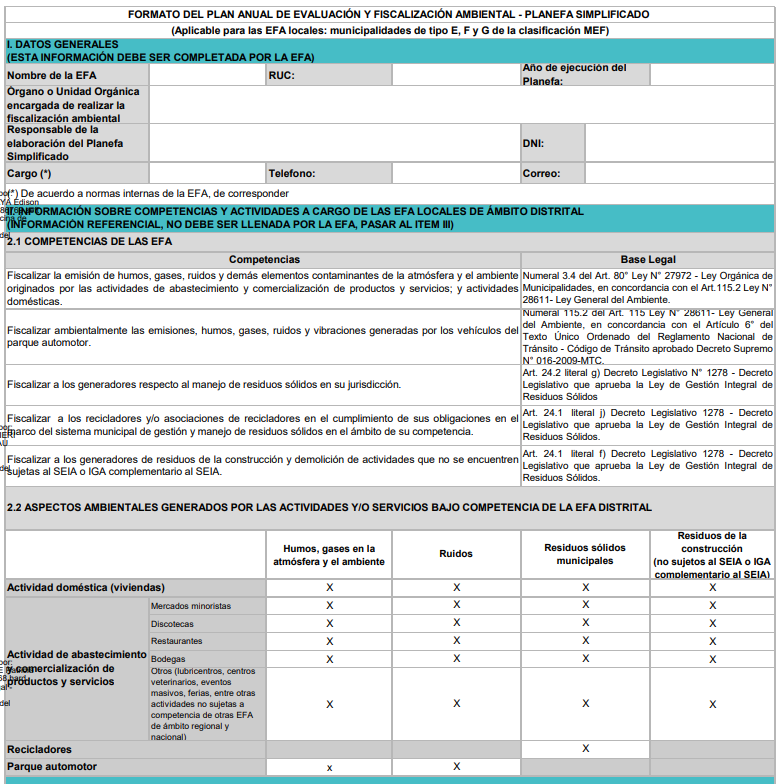 FORMATO DEL PLAN ANUAL DE EVALUACIÓN Y FISCALIZACIÓN AMBIENTAL - PLANEFA SIMPLIFICADO
(Aplicable para las EFA locales: municipalidades de tipo E, F y G de la clasificación MEF)
I. DATOS GENERALES
(ESTA INFORMACIÓN DEBE SER COMPLETADA POR LA EFA)
Nombre de la EFA
RUC:
Año de ejecución del
Planefa:
Órgano o Unidad Orgánica
encargada de realizar la
fiscalización ambiental
Responsable de la
elaboración del Planefa
Simplificado
DNI:
Cargo (*)
Telefono:
Correo:
(*) De acuerdo a normas internas de la EFA, de corresponder
II. INFORMACIÓN SOBRE COMPETENCIAS Y ACTIVIDADES A CARGO DE LAS EFA LOCALES DE ÁMBITO DISTRITAL
(INFORMACIÓN REFERENCIAL, NO DEBE SER LLENADA POR LA EFA, PASAR AL ITEM III)
2.1 COMPETENCIAS DE LAS EFA
Competencias
Base Legal
Fiscalizar la emisión de humos, gases, ruidos y demás elementos contaminantes de la atmósfera y el ambiente
originados por las actividades de abastecimiento y comercialización de productos y servicios; y actividades
domésticas.
Numeral 3.4 del Art. 80° Ley N° 27972 - Ley Orgánica de
Municipalidades, en concordancia con el Art.115.2 Ley N°
28611- Ley General del Ambiente.
Fiscalizar ambientalmente las emisiones, humos, gases, ruidos y vibraciones generadas por los vehículos del
parque automotor.
Numeral 115.2 del Art. 115 Ley N° 28611- Ley General
del Ambiente, en concordancia con el Artículo 6° del
Texto Único Ordenado del Reglamento Nacional de
Tránsito - Código de Tránsito aprobado Decreto Supremo
N° 016-2009-MTC.
Fiscalizar a los generadores respecto al manejo de residuos sólidos en su jurisdicción.
Art. 24.2 literal g) Decreto Legislativo N° 1278 - Decreto
Legislativo que aprueba la Ley de Gestión Integral de
Residuos Sólidos
Fiscalizar a los recicladores y/o asociaciones de recicladores en el cumplimiento de sus obligaciones en el
marco del sistema municipal de gestión y manejo de residuos sólidos en el ámbito de su competencia.
Art. 24.1 literal j) Decreto Legislativo 1278 - Decreto
Legislativo que aprueba la Ley de Gestión Integral de
Residuos Sólidos.
Fiscalizar a los generadores de residuos de la construcción y demolición de actividades que no se encuentren
sujetas al SEIA o IGA complementario al SEIA.
Art. 24.1 literal f) Decreto Legislativo 1278 - Decreto
Legislativo que aprueba la Ley de Gestión Integral de
Residuos Sólidos.
2.2 ASPECTOS AMBIENTALES GENERADOS POR LAS ACTIVIDADES Y/O SERVICIOS BAJO COMPETENCIA DE LA EFA DISTRITAL
Humos, gases en la
atmósfera y el ambiente
Ruidos
Residuos sólidos
municipales
Residuos de la
construcción
(no sujetos al SEIA o IGA
complementario al SEIA)
Actividad doméstica (viviendas) X X X X
Actividad de abastecimiento
y comercialización de
productos y servicios
Mercados minoristas X X X X
Discotecas X X X X
Restaurantes X X X X
Bodegas X X X X
Otros (lubricentros, centros
veterinarios, eventos
masivos, ferias, entre otras
actividades no sujetas a
competencia de otras EFA
de ámbito regional y
nacional)
X X X X
Recicladores X
Parque automotor x X